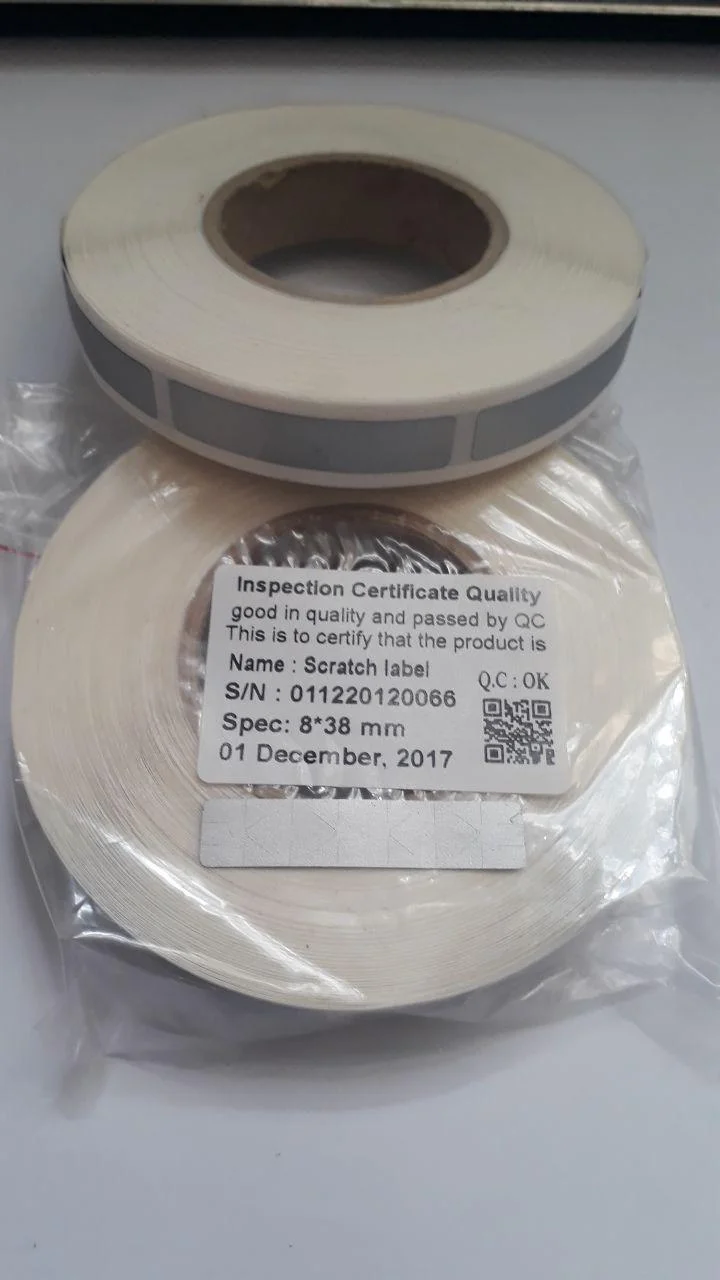 Inspection Certificate Quality
good in quality and passed by QC
This is to certify that the product is
Name : Scratch label
Q.C : OK
S/N : 011220120066
Spec: 8*38 mm
01 December, 2017